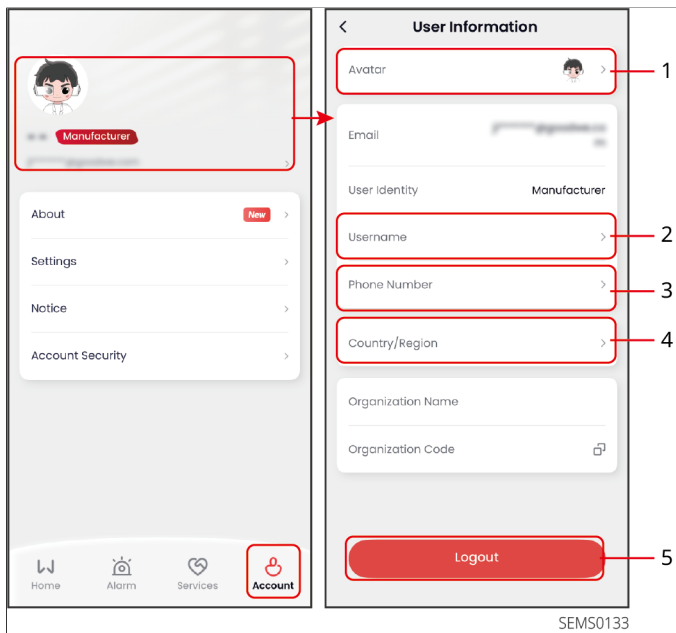 Manufacturer
About
New
Settings
Notice
Account Security
Home
Alarm
Services
Account
User Information
Avatar
1
Email
User Identity
Manufacturer
Username
2
Phone Number
3
Country/Region
4
Organization Name
Organization Code
Logout
5
SEMS0133